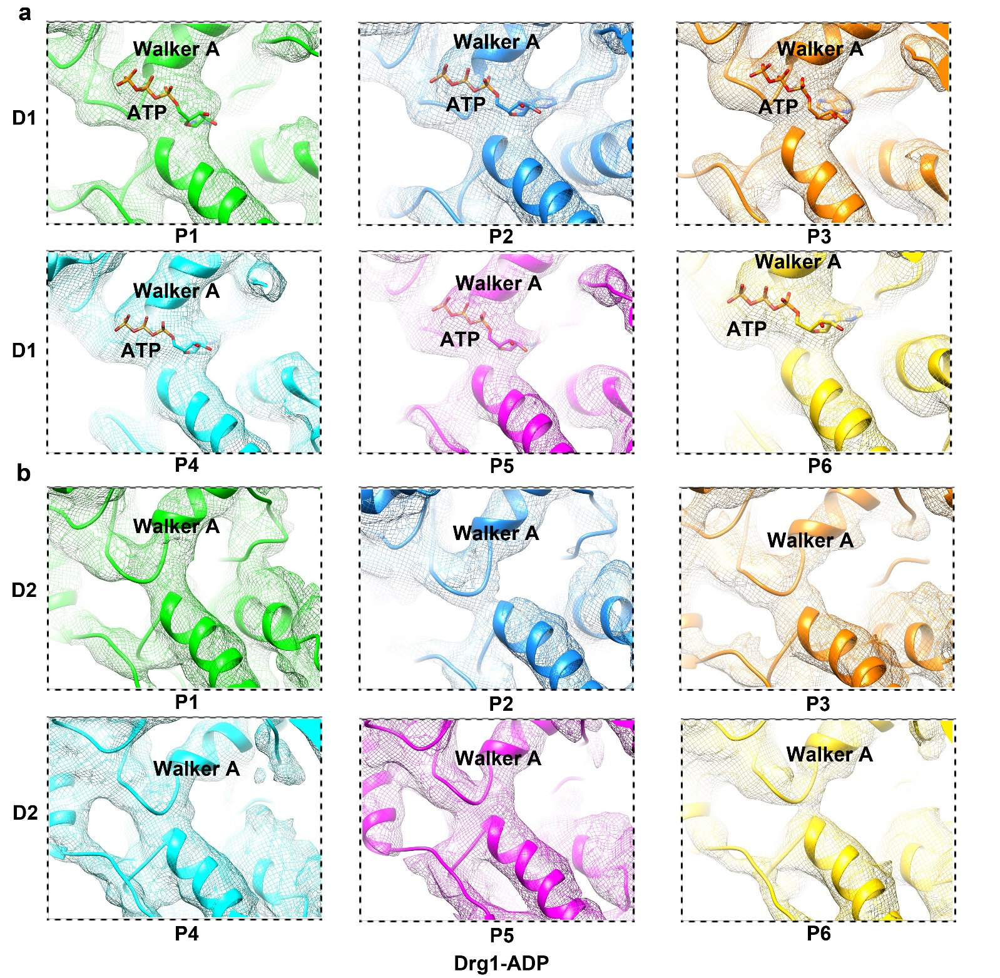 a
D1
Walker A
ATP
P1
Walker A
ATP
P2
Walker A
ATP
P3
D1
Walker A
ATP
P4
Walker A
ATP
P5
Walker A
ATP
P6
b
D2
Walker A
P1
Walker A
P2
Walker A
P3
D2
Walker A
P4
Walker A
P5
Walker A
P6
Drg1-ADP